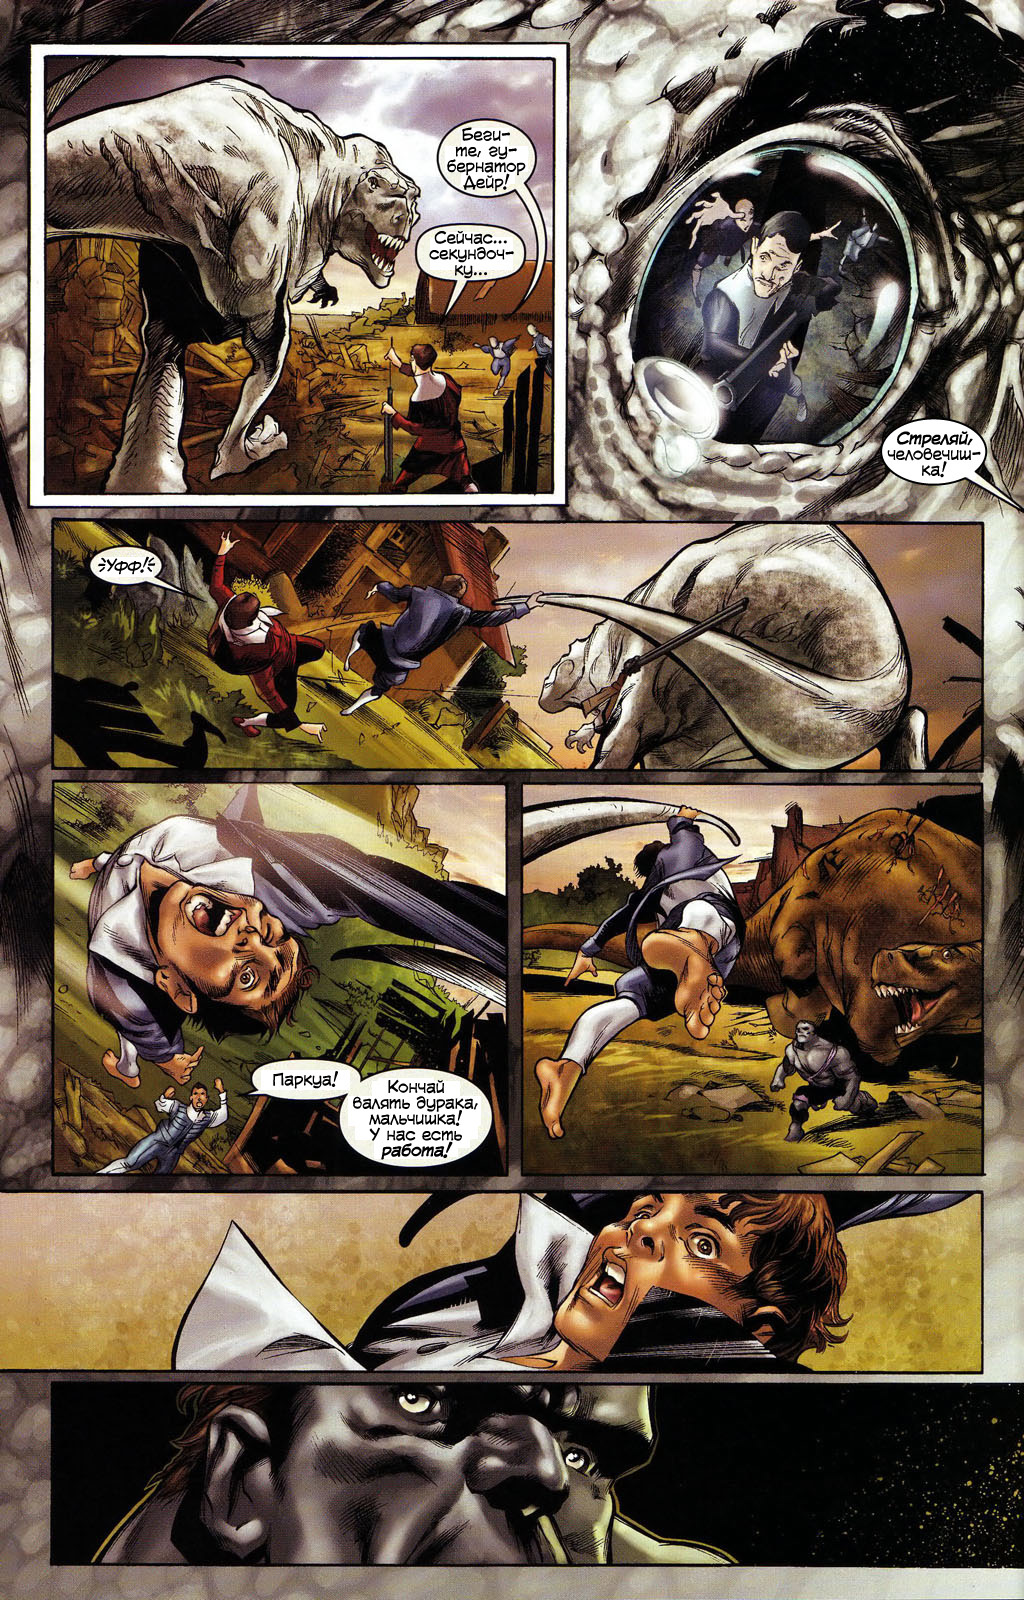 Беги-
те, гу-
бернатор
Дейр!
Сейчас...
секундоч-
ку...
Стреляй,
человечиш-
ка!
Уфф!
Паркуа!
Кончай
валять дурака,
мальчишка!
У нас есть
работа!